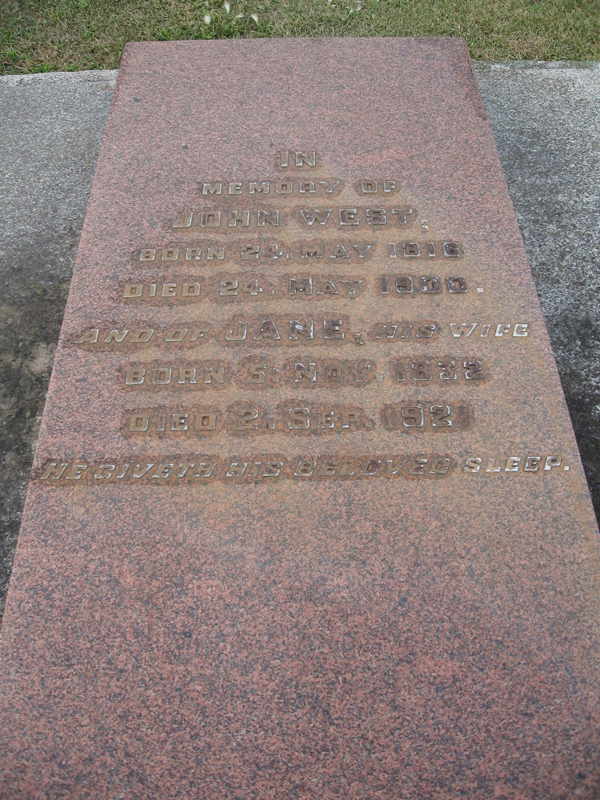 IN
MEMORY OF
JOHN WEST.
BORN 24. MAY 1816
DIED 24. MAY 1900.
AND OF JANE, HIS WIFE
BORN 5. NOV. 1832
DIED 2. SEP. 1921
HE GIVETH HIS BELOVED SLEEP.